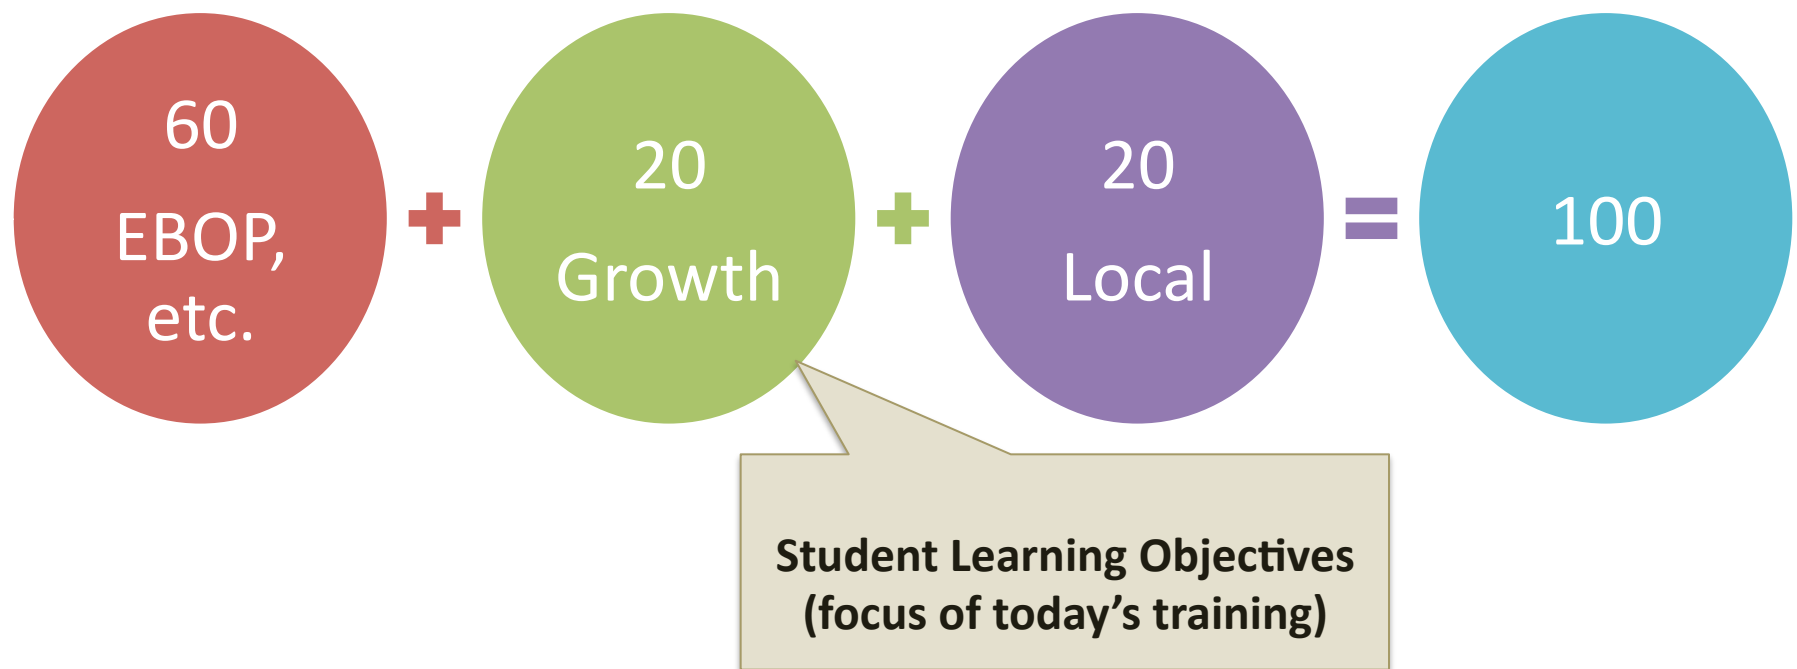 60
EBOP,
etc.
+
20
Growth
+
20
Local
=
100
Student Learning Objectives
(focus of today’s training)